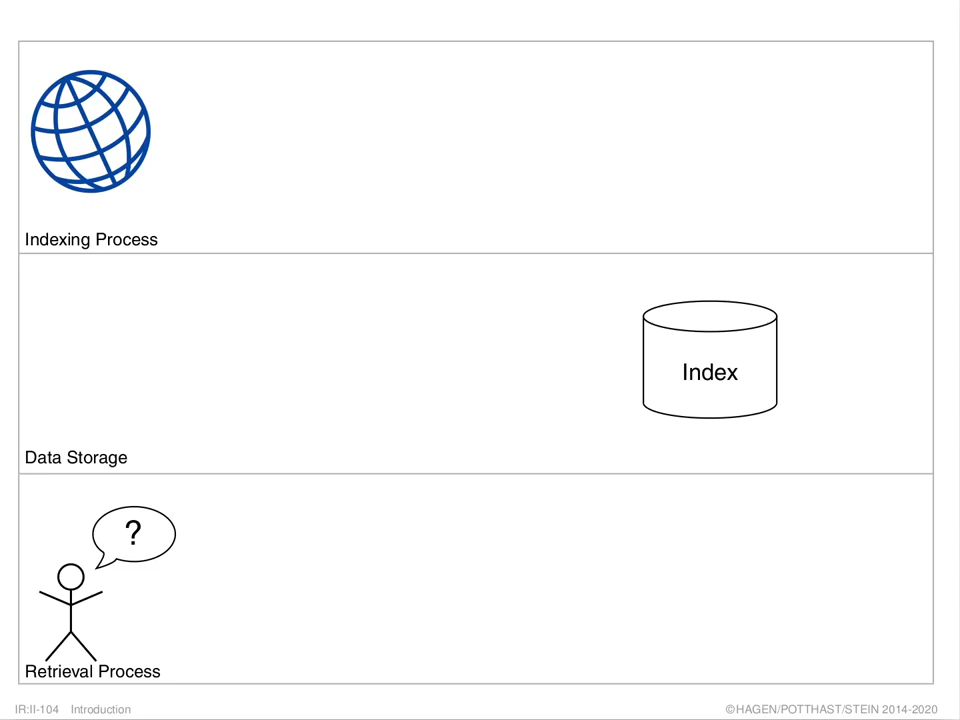 Indexing Process
Index
Data Storage
?
Retrieval Process
IR:II-104 Introduction
©HAGEN/POTTHAST/STEIN 2014-2020